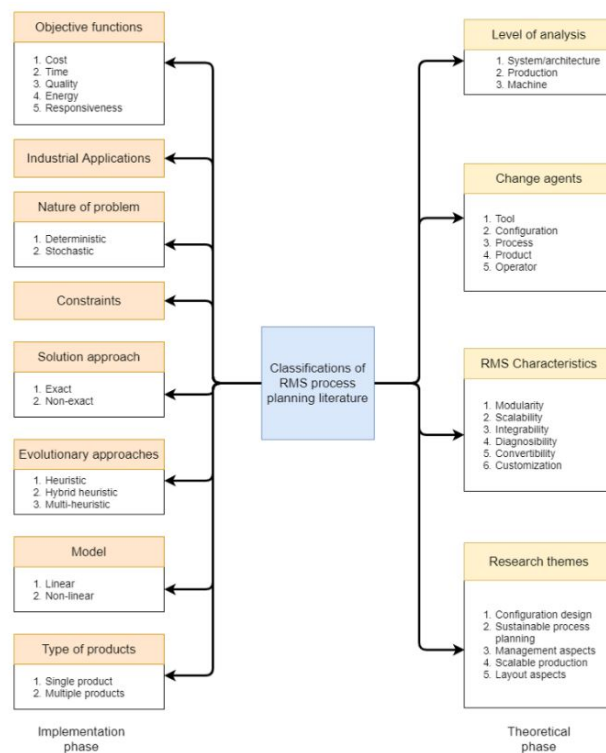 Objective functions
1. Cost
2. Time
3. Quality
4. Energy
5. Responsiveness
Industrial Applications
Nature of problem
1. Deterministic
2. Stochastic
Constraints
Solution approach
1. Exact
2. Non-exact
Evolutionary approaches
1. Heuristic
2. Hybrid heuristic
3. Multi-heuristic
Model
1. Linear
2. Non-linear
Type of products
1. Single product
2. Multiple products
Implementation
phase
Classifications of
RMS process
planning literature
Level of analysis
1. System/architecture
2. Production
3. Machine
Change agents
1. Tool
2. Configuration
3. Process
4. Product
5. Operator
RMS Characteristics
1. Modularity
2. Scalability
3. Integrability
4. Diagnosibility
5. Convertibility
6. Customization
Research themes
1. Configuration design
2. Sustainable process
planning
3. Management aspects
4. Scalable production
5. Layout aspects
Theoretical
phase